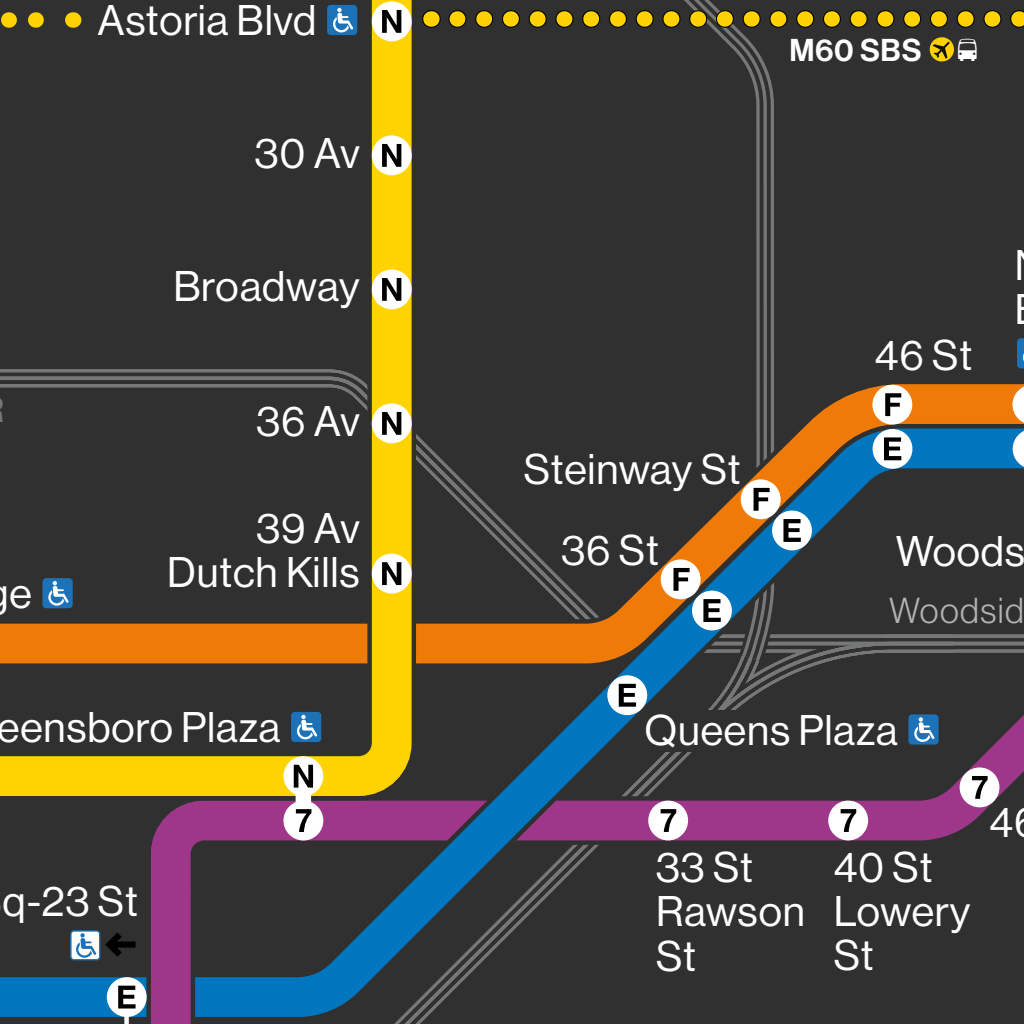 Astoria Blvd
N
M60 SBS
30 Av
N
Broadway
N
46 St
F
E
36 Av
N
Steinway St
F
E
39 Av
Dutch Kills
N
36 St
F
E
Woods
Woodsid
ge
E
Queens Plaza
eensboro Plaza
N
7
7
7
7
46
33 St
Rawson
St
40 St
Lowery
St
q-23 St
E